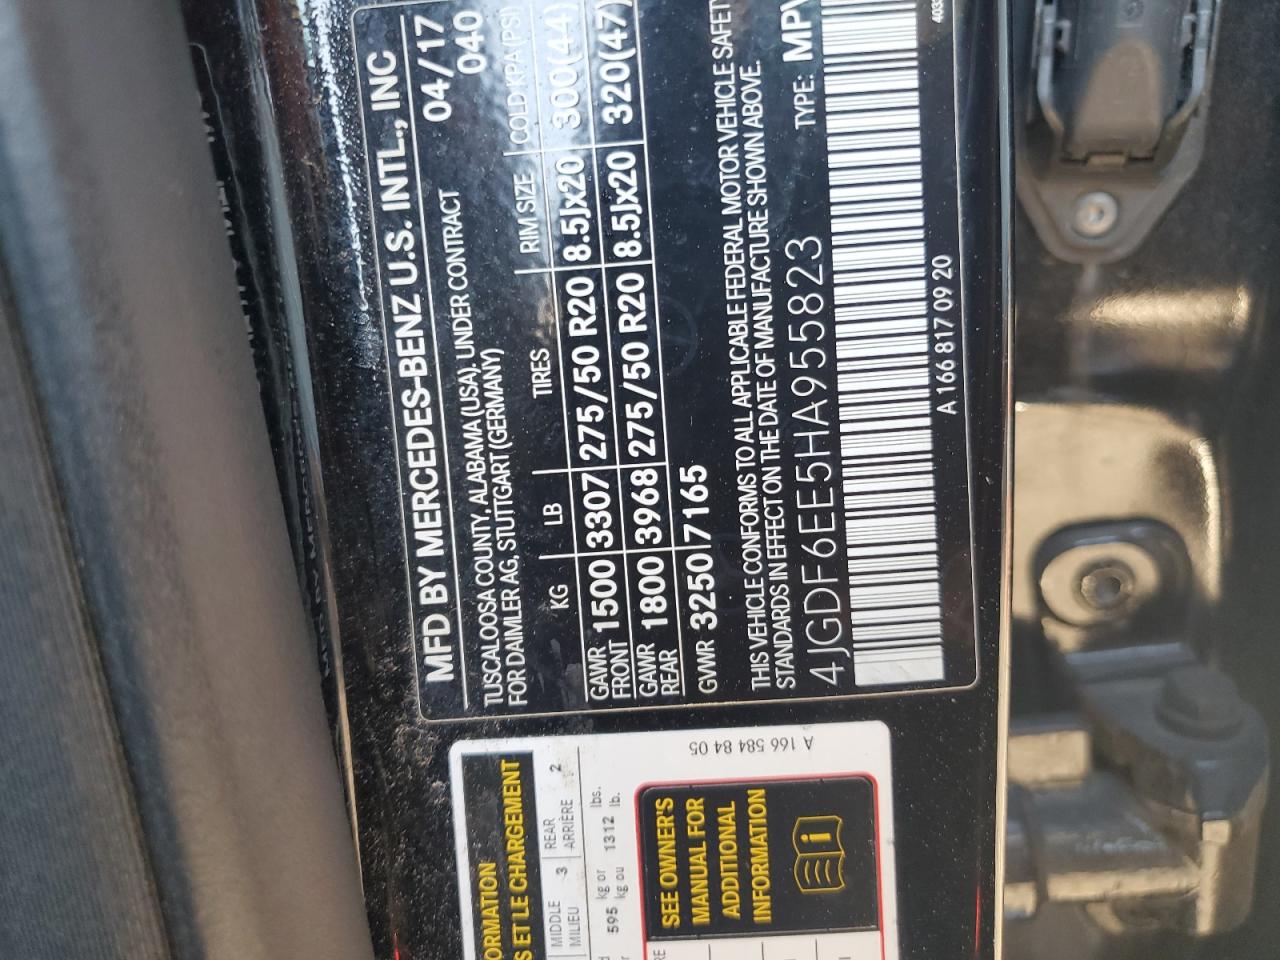 MFD BY MERCEDES-BENZ U.S. INTL., INC
TUSCALOOSA COUNTY, ALABAMA (USA), UNDER CONTRACT 04/17
FOR DAIMLER AG, STUTTGART (GERMANY) 040
KG LB TIRES RIM SIZE COLD KPA (PSI)
GAWR FRONT 1500 3307 275/50 R20 8.5Jx20 300(44)
GAWR REAR 1800 3968 275/50 R20 8.5Jx20 320(47)
GVWR 3250 7165
THIS VEHICLE CONFORMS TO ALL APPLICABLE FEDERAL MOTOR VEHICLE
STANDARDS IN EFFECT ON THE DATE OF MANUFACTURE SHOWN ABOVE.
4JGDF6EE5HA955823 TYPE: MPV
A 166 817 09 20
ET LE CHARGEMENT
MIDDLE 3 REAR 2
MILIEU ARRIÈRE
595 kg or 1312 lbs.
kg ou lb.
SEE OWNER'S
MANUAL FOR
ADDITIONAL
INFORMATION
A 166 584 84 05